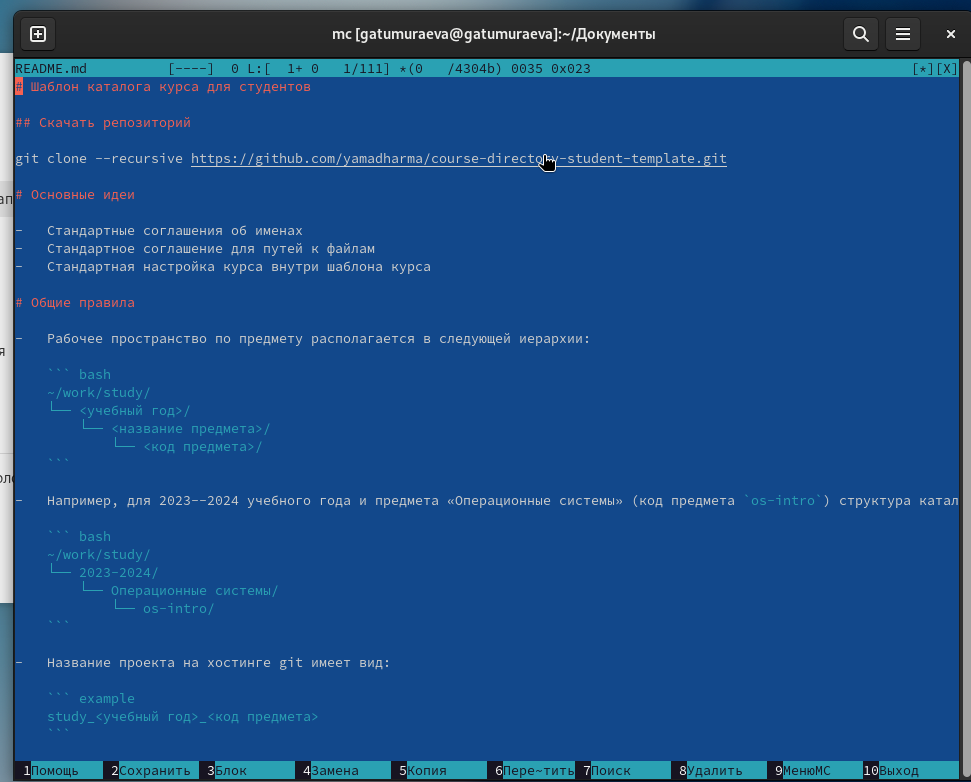 mc [gatumuraeva@gatumuraeva]:~/Документы
README.md [----] 0 L:[ 1+ 0 1/111] *(0 /4304b) 0035 0x023 [*][X]
# Шаблон каталога курса для студентов
## Скачать репозиторий
git clone --recursive https://github.com/yamadharma/course-directory-student-template.git
# Основные идеи
- Стандартные соглашения об именах
- Стандартное соглашение для путей к файлам
- Стандартная настройка курса внутри шаблона курса
# Общие правила
- Рабочее пространство по предмету располагается в следующей иерархии:
``` bash
~/work/study/
└── <учебный год>/
└── <название предмета>/
└── <код предмета>/
```
- Например, для 2023--2024 учебного года и предмета «Операционные системы» (код предмета `os-intro`) структура катал
``` bash
~/work/study/
└── 2023-2024/
└── Операционные системы/
└── os-intro/
```
- Название проекта на хостинге git имеет вид:
``` example
study_<учебный год>_<код предмета>
```
1Помощь 2Сохранить 3Блок 4Замена 5Копия 6Пере~тить 7Поиск 8Удалить 9МенюМС 10Выход